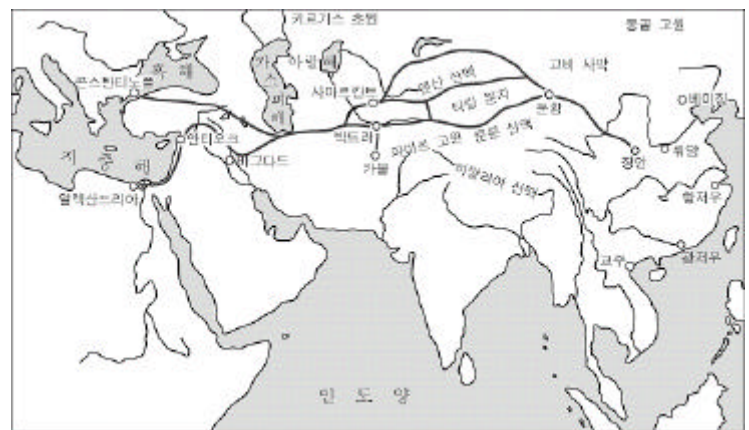 키르기스 초원
몽골 고원
흑 해
카스피해
아랄해
고비 사막
콘스탄티노플
사마르칸트
텐산 산맥
타림 분지
둔황
베이징
안티오크
박트라
파미르 고원
쿤룬 산맥
장안
뤄양
지 중 해
바그다드
카불
히말라야 산맥
알렉산드리아
항저우
광저우
교우
인 도 양